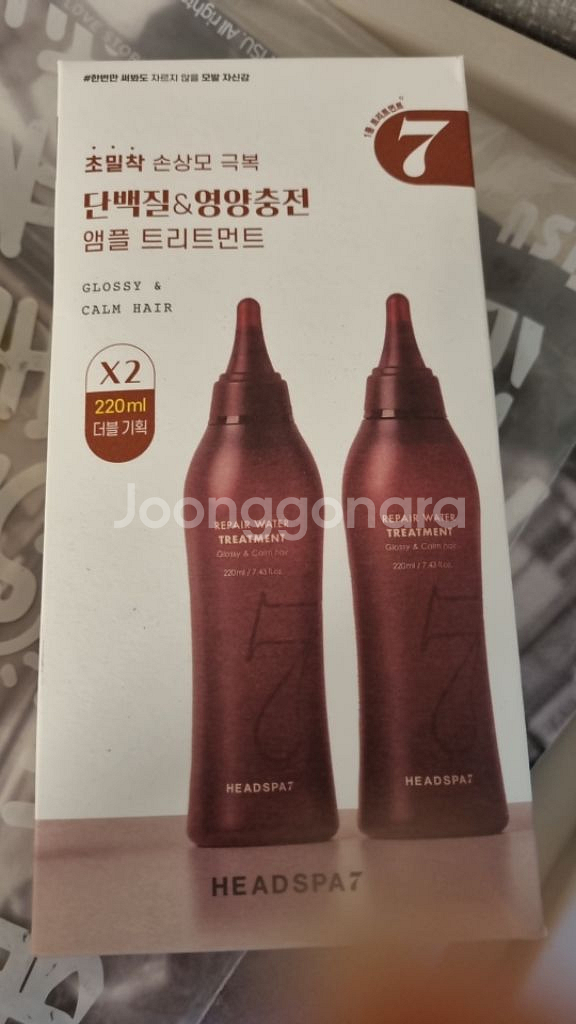 #한번만 써봐도 자르지 않을 모발 자신감
1품 트리트먼트
7
초밀착 손상모 극복
단백질&영양충전
앰플 트리트먼트
GLOSSY &
CALM HAIR
X2
220ml
더블 기획
Joonggonara
REPAIR WATER
TREATMENT
Glossy & Calm hair
220ml / 7.43 fl.oz.
HEADSPA7
REPAIR WATER
TREATMENT
Glossy & Calm hair
220ml / 7.43 fl.oz.
HEADSPA7
HEADSPA7